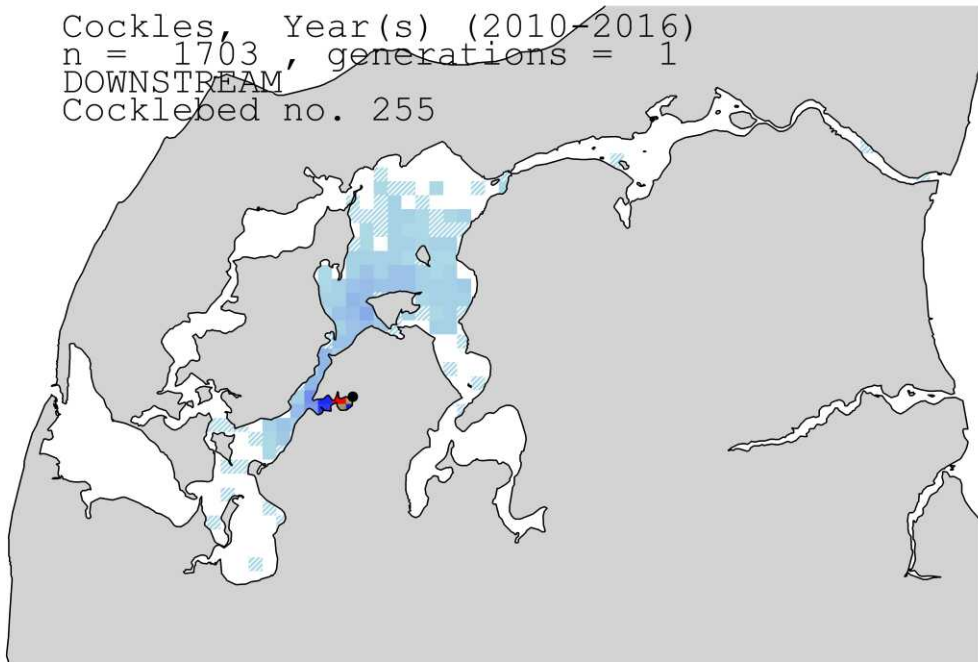 Cockles,  Year(s) (2010-2016)
n =  1703 , generations =  1
DOWNSTREAM
Cocklebed no. 255